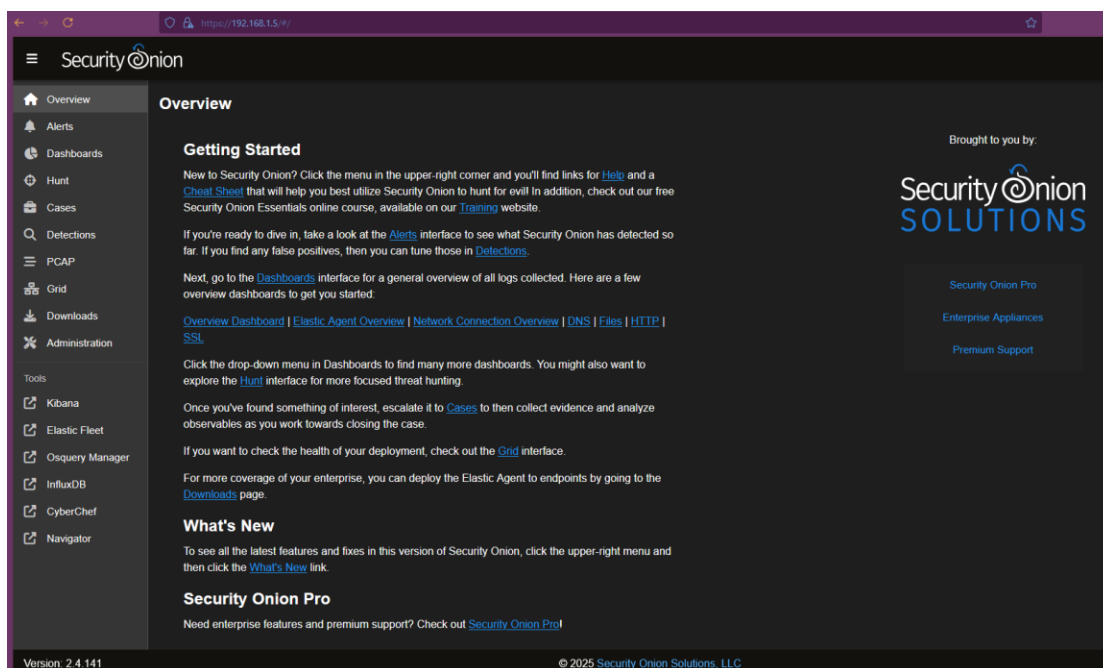 https://192.168.1.5/#/
Security Onion
Overview
Alerts
Dashboards
Hunt
Cases
Detections
PCAP
Grid
Downloads
Administration
Tools
Kibana
Elastic Fleet
Osquery Manager
InfluxDB
CyberChef
Navigator
Version: 2.4.141
Overview
Getting Started
New to Security Onion? Click the menu in the upper-right corner and you'll find links for Help and a
Cheat Sheet that will help you best utilize Security Onion to hunt for evil! In addition, check out our free
Security Onion Essentials online course, available on our Training website.
If you're ready to dive in, take a look at the Alerts interface to see what Security Onion has detected so
far. If you find any false positives, then you can tune those in Detections.
Next, go to the Dashboards interface for a general overview of all logs collected. Here are a few
overview dashboards to get you started:
Overview Dashboard | Elastic Agent Overview | Network Connection Overview | DNS | Files | HTTP |
SSL
Click the drop-down menu in Dashboards to find many more dashboards. You might also want to
explore the Hunt interface for more focused threat hunting.
Once you've found something of interest, escalate it to Cases to then collect evidence and analyze
observables as you work towards closing the case.
If you want to check the health of your deployment, check out the Grid interface.
For more coverage of your enterprise, you can deploy the Elastic Agent to endpoints by going to the
Downloads page.
What's New
To see all the latest features and fixes in this version of Security Onion, click the upper-right menu and
then click the What's New link.
Security Onion Pro
Need enterprise features and premium support? Check out Security Onion Pro!
Brought to you by:
Security Onion
SOLUTIONS
Security Onion Pro
Enterprise Appliances
Premium Support
© 2025 Security Onion Solutions, LLC